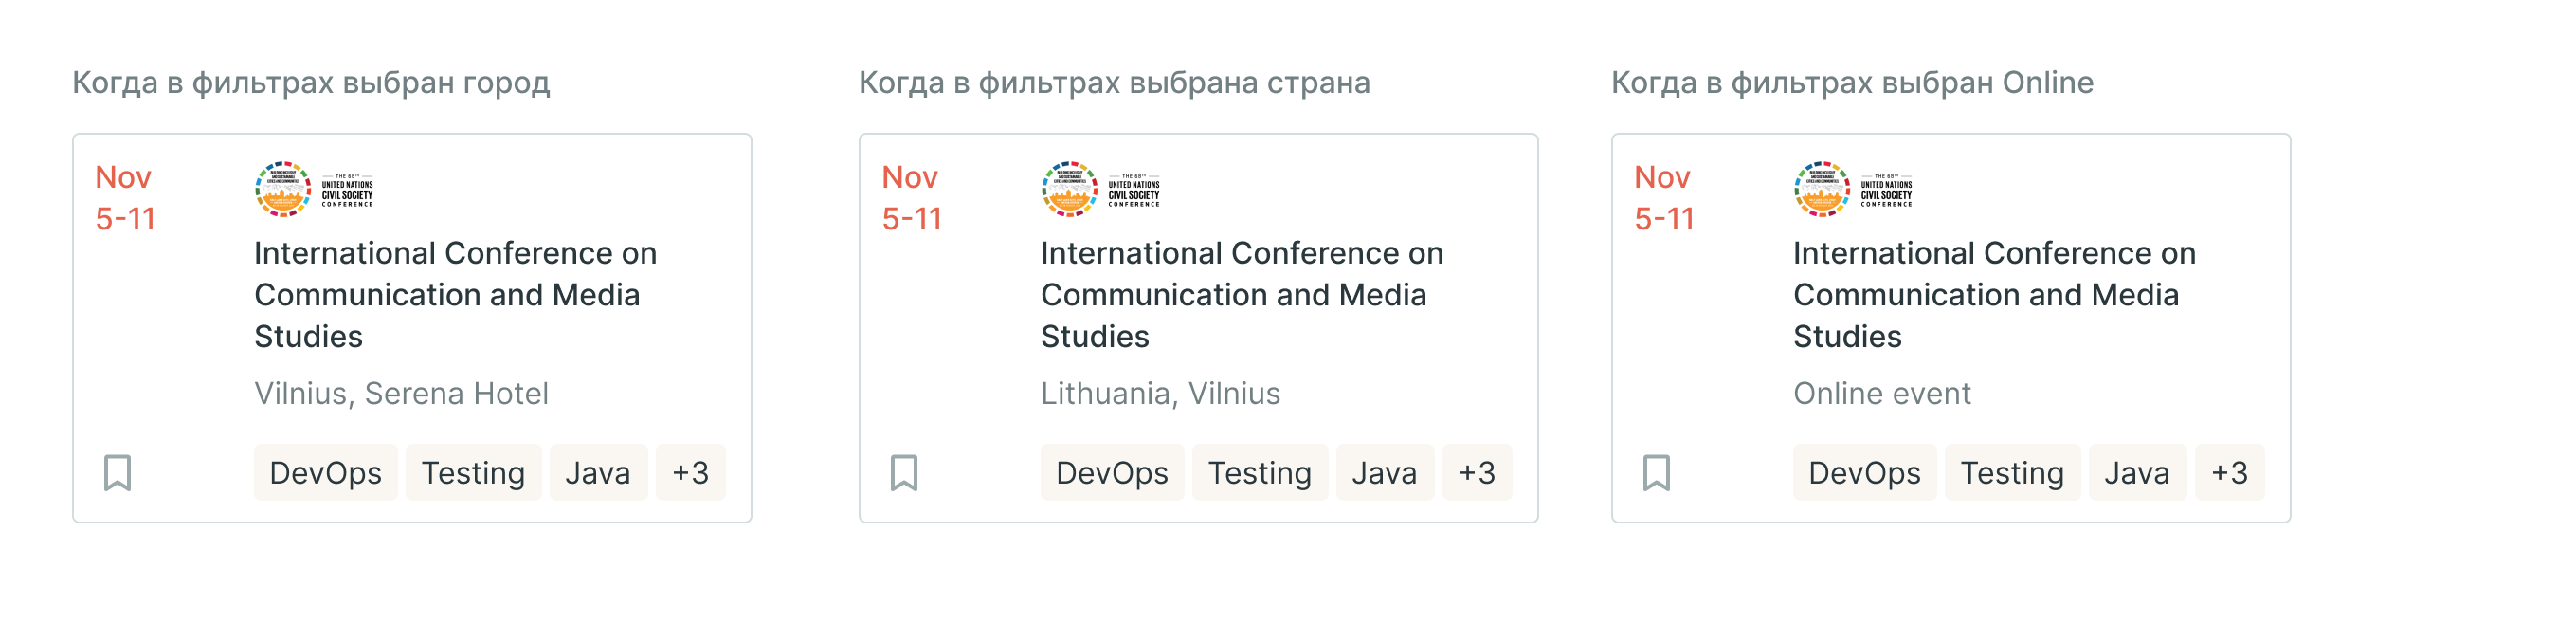 Когда в фильтрах выбран город
Nov
5-11
THE 68TH
UNITED NATIONS
CIVIL SOCIETY
CONFERENCE
International Conference on
Communication and Media
Studies
Vilnius, Serena Hotel
DevOps Testing Java +3
Когда в фильтрах выбрана страна
Nov
5-11
THE 68TH
UNITED NATIONS
CIVIL SOCIETY
CONFERENCE
International Conference on
Communication and Media
Studies
Lithuania, Vilnius
DevOps Testing Java +3
Когда в фильтрах выбран Online
Nov
5-11
THE 68TH
UNITED NATIONS
CIVIL SOCIETY
CONFERENCE
International Conference on
Communication and Media
Studies
Online event
DevOps Testing Java +3